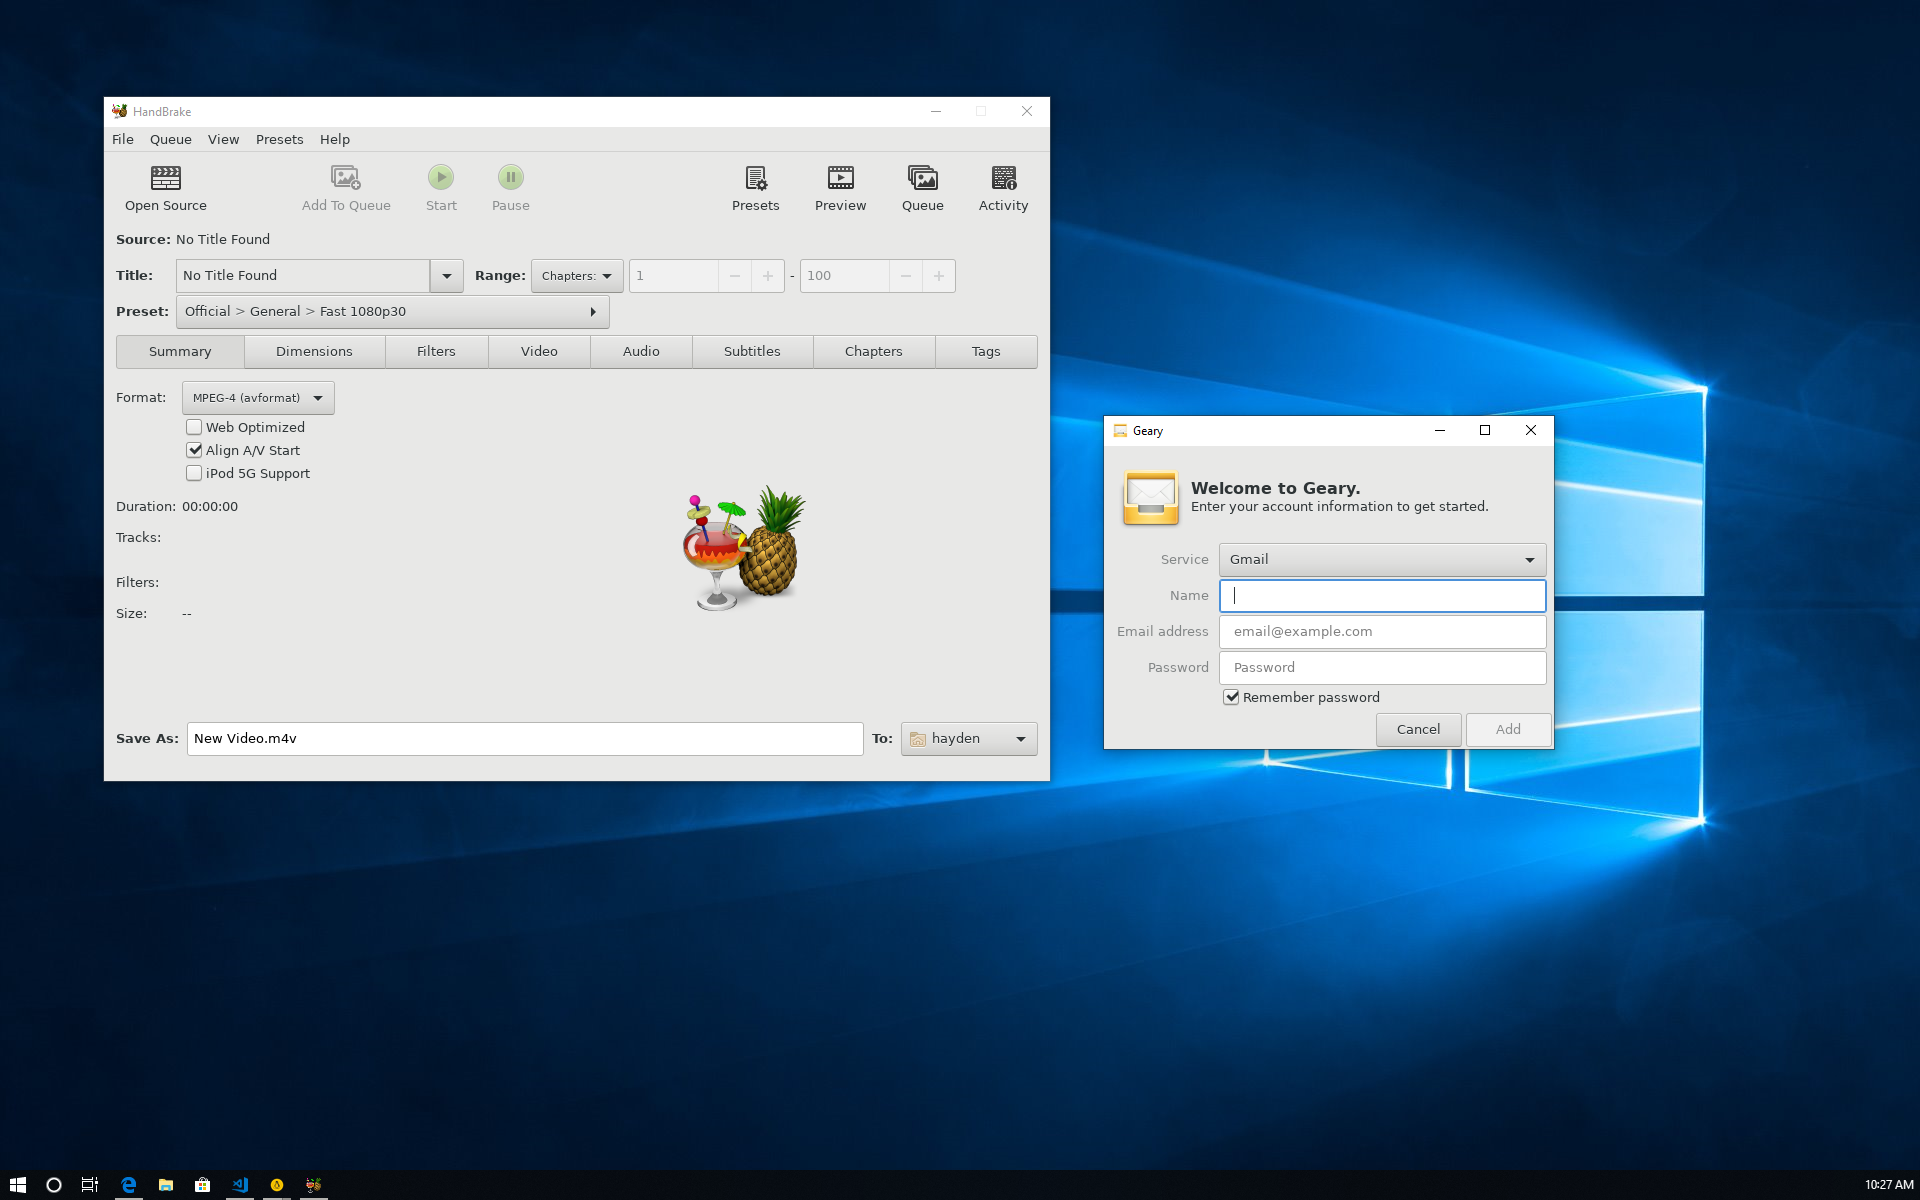 HandBrake
File Queue View Presets Help
Open Source Add To Queue Start Pause Presets Preview Queue Activity
Source: No Title Found
Title: No Title Found Range: Chapters: 1 - 100
Preset: Official > General > Fast 1080p30
Summary Dimensions Filters Video Audio Subtitles Chapters Tags
Format: MPEG-4 (avformat)
Web Optimized
Align A/V Start
iPod 5G Support
Duration: 00:00:00
Tracks:
Filters:
Size: --
Save As: New Video.m4v To: hayden
Geary
Welcome to Geary.
Enter your account information to get started.
Service Gmail
Name
Email address email@example.com
Password Password
Remember password
Cancel Add
10:27 AM